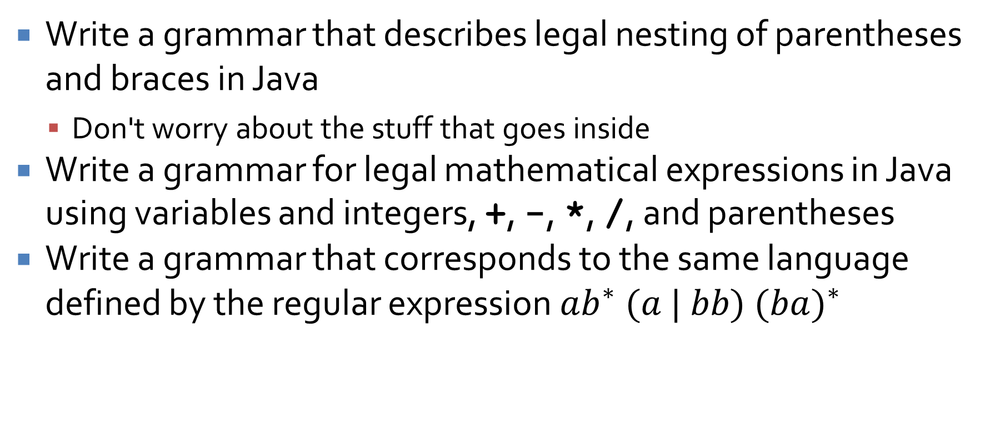 Write a grammar that describes legal nesting of parentheses
and braces in Java
Don't worry about the stuff that goes inside
Write a grammar for legal mathematical expressions in Java
using variables and integers, +, –, *, /, and parentheses
Write a grammar that corresponds to the same language
defined by the regular expression ab* (a | bb) (ba)*